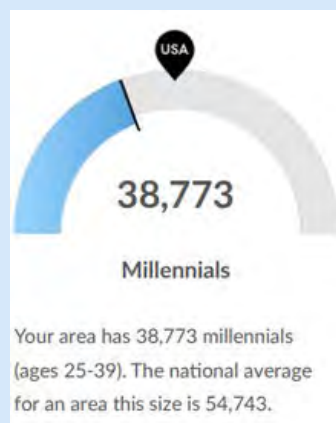 USA
38,773
Millennials
Your area has 38,773 millennials
(ages 25-39). The national average
for an area this size is 54,743.